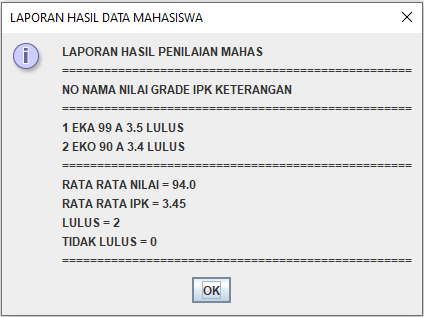 LAPORAN HASIL DATA MAHASISWA
LAPORAN HASIL PENILAIAN MAHAS
==================================================
NO NAMA NILAI GRADE IPK KETERANGAN
==================================================
1 EKA 99 A 3.5 LULUS
2 EKO 90 A 3.4 LULUS
==================================================
RATA RATA NILAI = 94.0
RATA RATA IPK = 3.45
LULUS = 2
TIDAK LULUS = 0
==================================================
OK